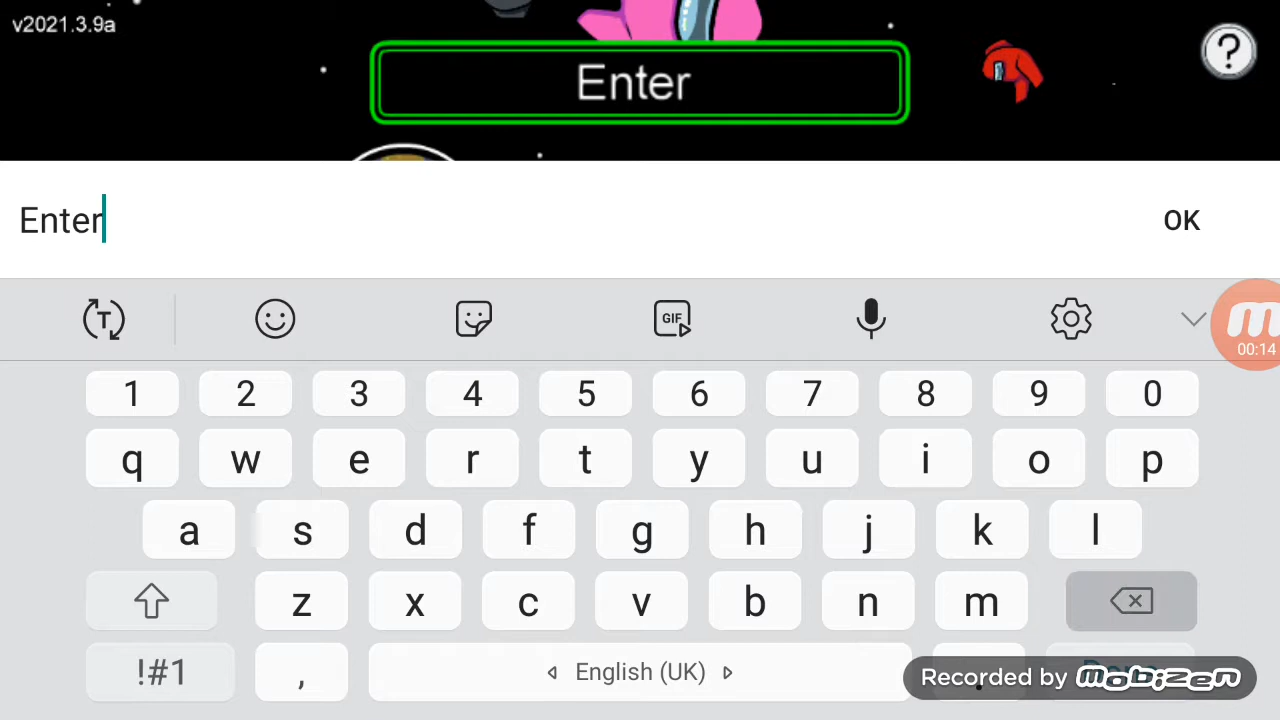 v2021.3.9a
?
Enter
Enter
OK
T
GIF
00:14
1 2 3 4 5 6 7 8 9 0
q w e r t y u i o p
a s d f g h j k l
z x c v b n m
!#1 , English (UK) .
Recorded by mobizen